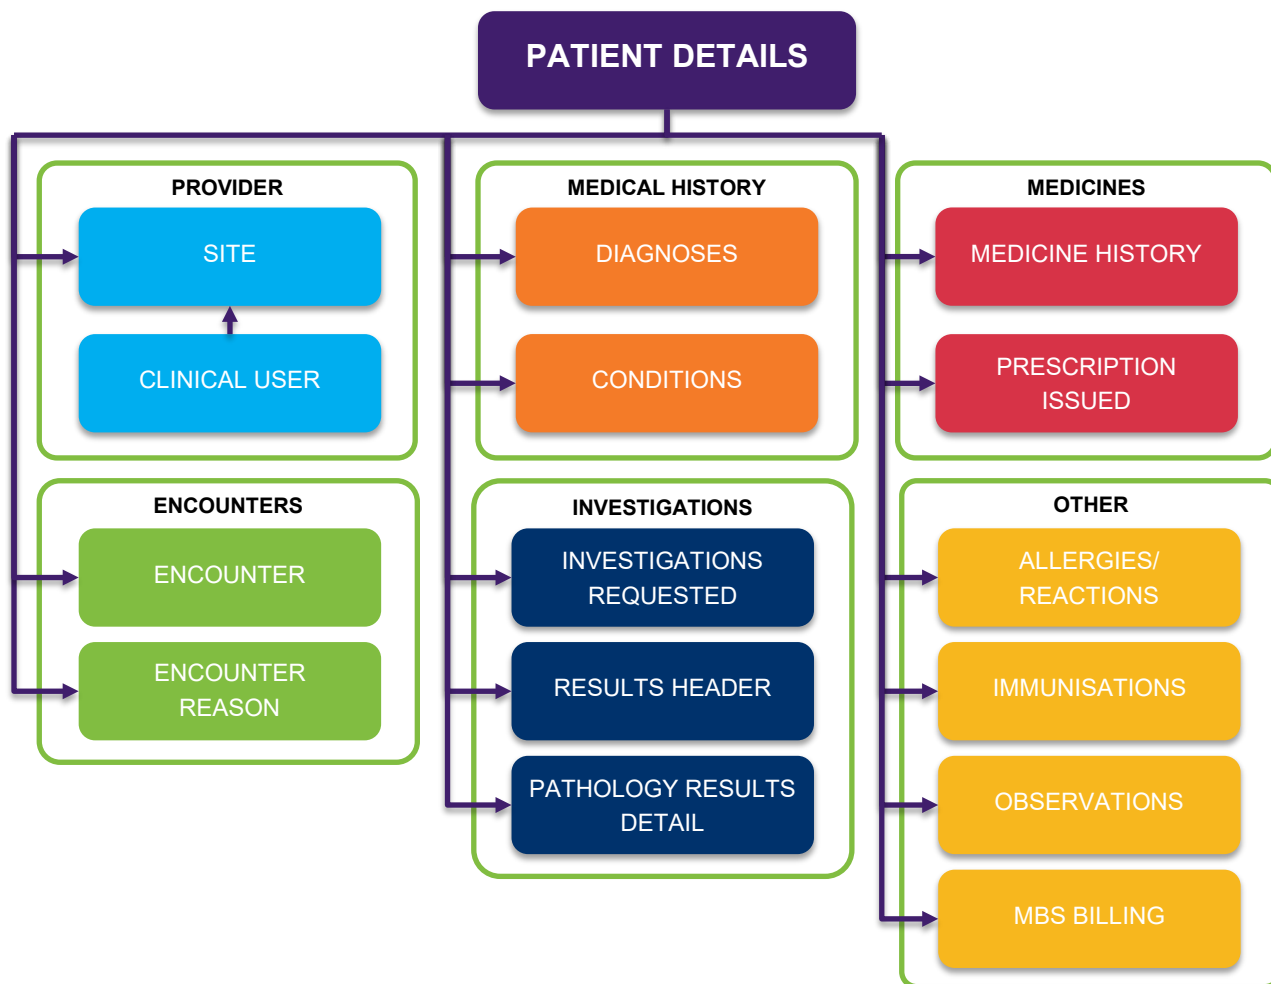 PATIENT DETAILS
PROVIDER
SITE
CLINICAL USER
MEDICAL HISTORY
DIAGNOSES
CONDITIONS
MEDICINES
MEDICINE HISTORY
PRESCRIPTION
ISSUED
ENCOUNTERS
ENCOUNTER
ENCOUNTER
REASON
INVESTIGATIONS
INVESTIGATIONS
REQUESTED
RESULTS HEADER
PATHOLOGY RESULTS
DETAIL
OTHER
ALLERGIES/
REACTIONS
IMMUNISATIONS
OBSERVATIONS
MBS BILLING